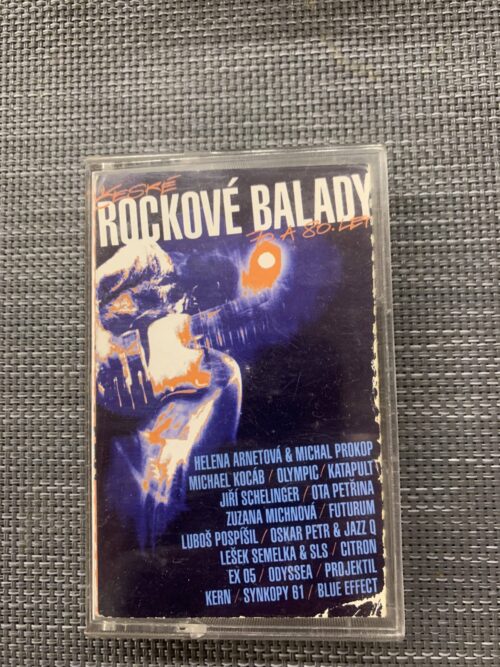 ČESKÉ
ROCKOVÉ BALADY
70 A 80. LET
HELENA ARNETOVÁ & MICHAL PROKOP
MICHAEL KOCÁB / OLYMPIC / KATAPULT
JIŘÍ SCHELINGER / OTA PETŘINA
ZUZANA MICHNOVÁ / FUTURUM
LUBOŠ POSPÍŠIL / OSKAR PETR & JAZZ Q
LEŠEK SEMELKA & SLS / CITRON
EX 05 / ODYSSEA / PROJEKTIL
KERN / SYNKOPY 61 / BLUE EFFECT